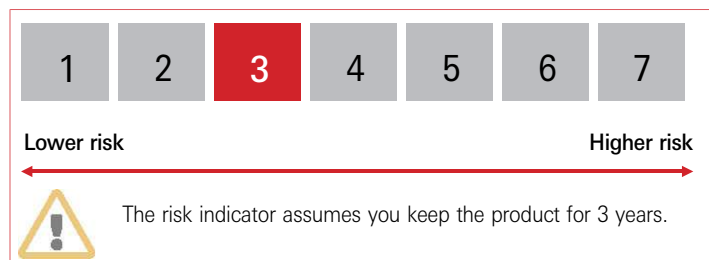 1 2 3 4 5 6 7
Lower risk Higher risk
The risk indicator assumes you keep the product for 3 years.